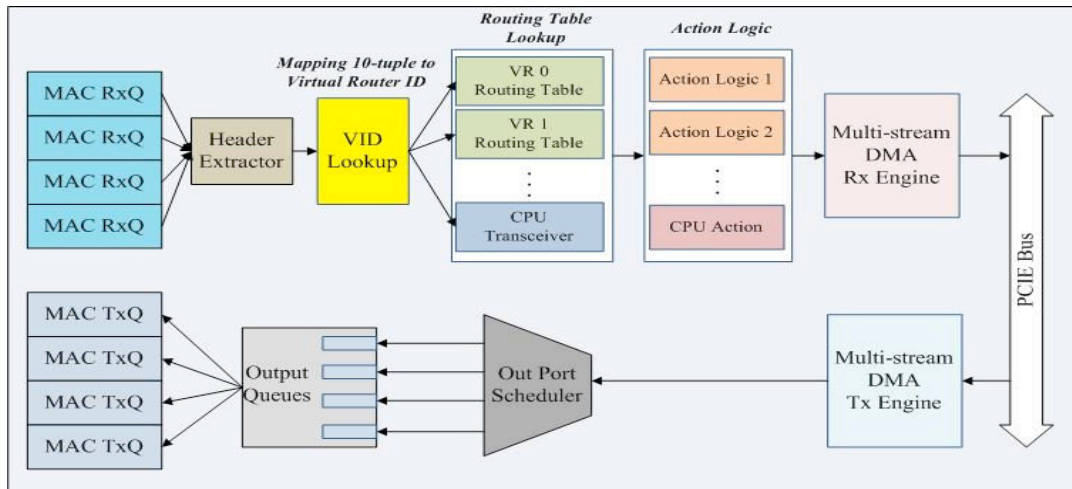 Routing Table
Lookup
Action Logic
Mapping 10-tuple to
Virtual Router ID
MAC RxQ
MAC RxQ
MAC RxQ
MAC RxQ
Header
Extractor
VID
Lookup
VR 0
Routing Table
VR 1
Routing Table
CPU
Transceiver
Action Logic 1
Action Logic 2
CPU Action
Multi-stream
DMA
Rx Engine
PCIE Bus
MAC TxQ
MAC TxQ
MAC TxQ
MAC TxQ
Output
Queues
Out Port
Scheduler
Multi-stream
DMA
Tx Engine